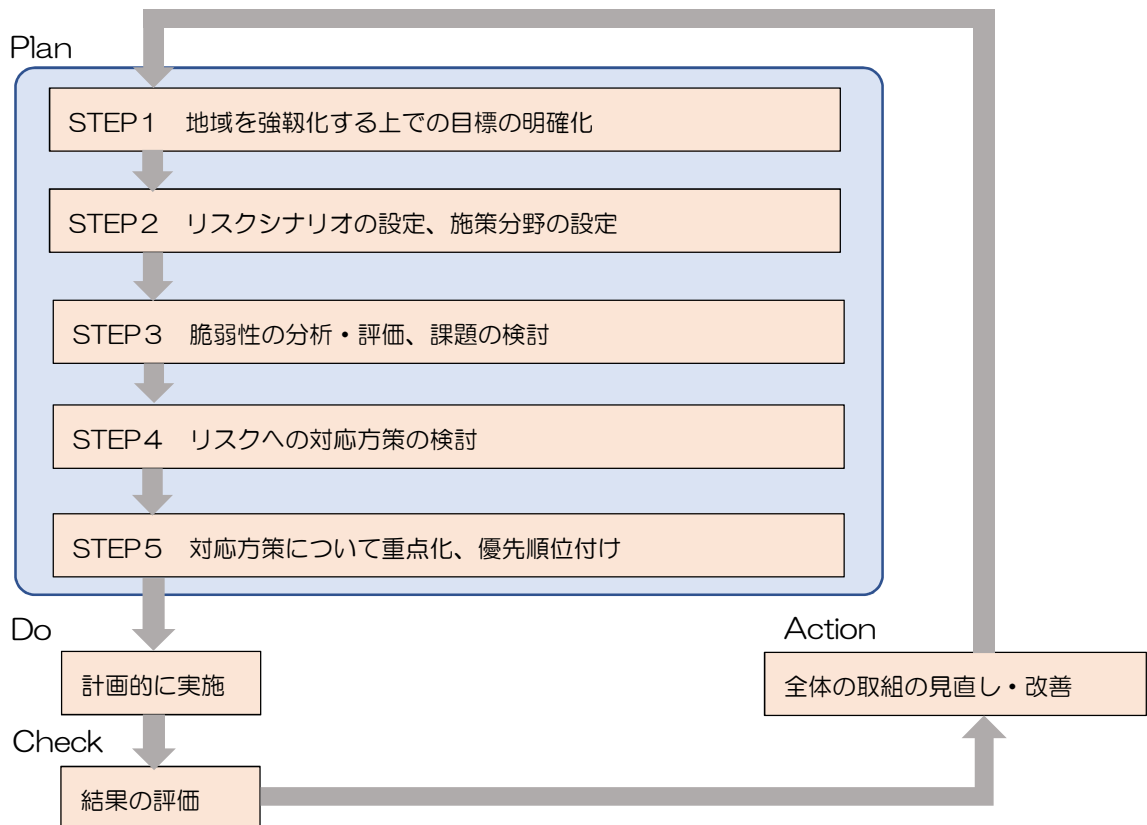 Plan
STEP1 地域を強靱化する上での目標の明確化
STEP2 リスクシナリオの設定、施策分野の設定
STEP3 脆弱性の分析・評価、課題の検討
STEP4 リスクへの対応方策の検討
STEP5 対応方策について重点化、優先順位付け
Do
計画的に実施
Check
結果の評価
Action
全体の取組の見直し・改善